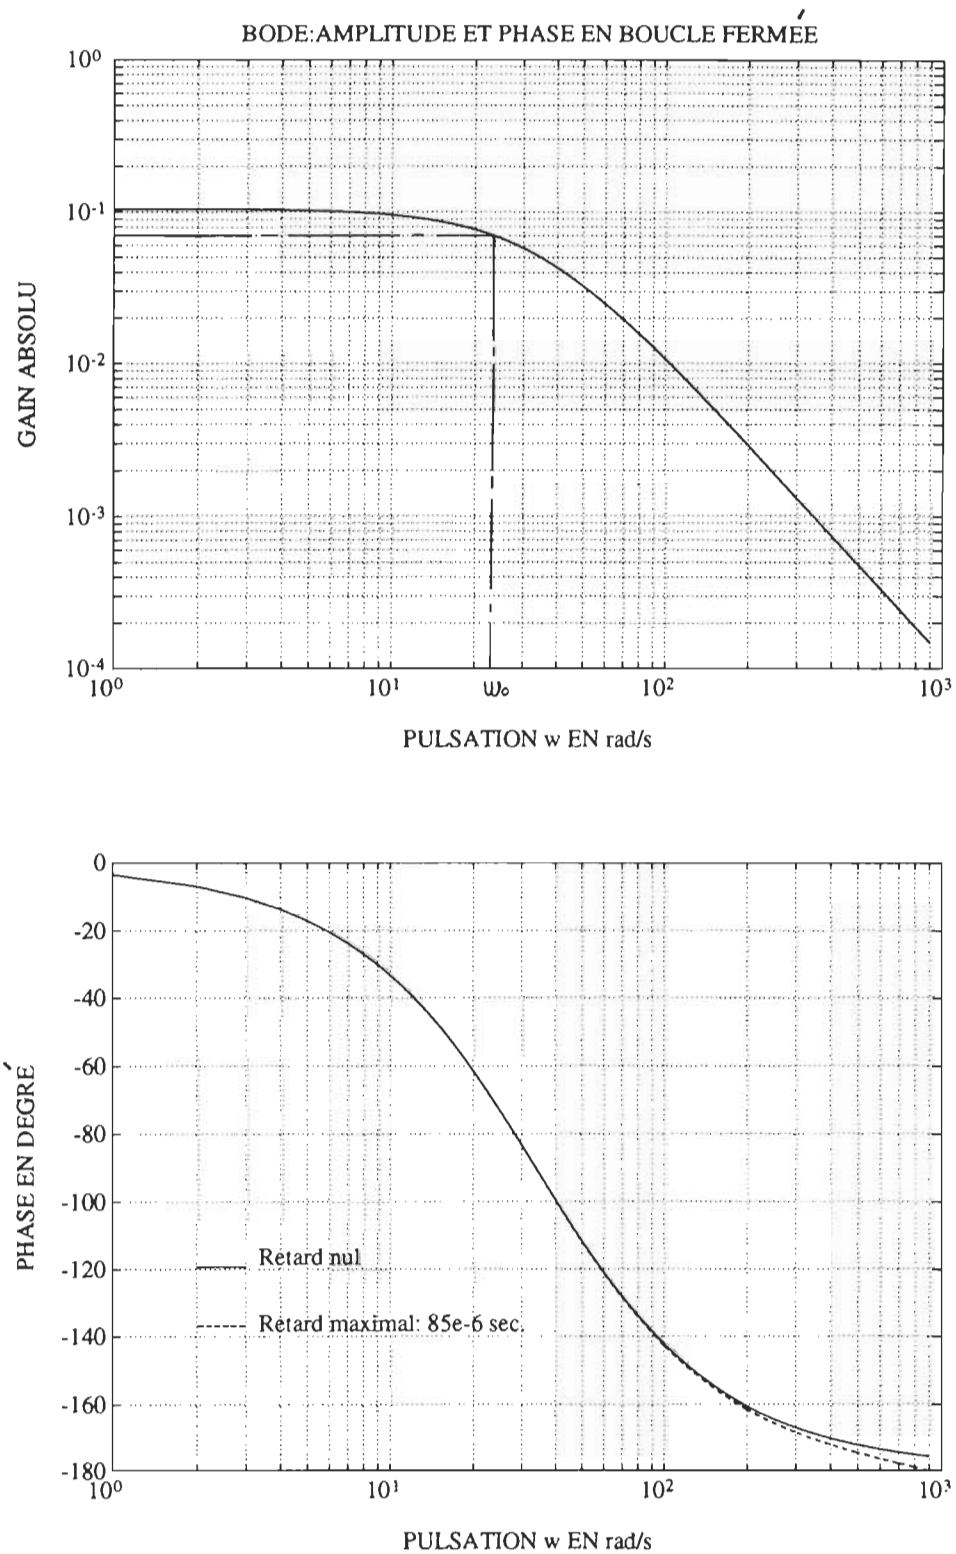 BODE:AMPLITUDE ET PHASE EN BOUCLE FERMÉE
10⁰
10⁻¹
10⁻²
10⁻³
10⁻⁴
GAIN ABSOLU
10⁰ 10¹ ω₀ 10² 10³
PULSATION w EN rad/s
0
-20
-40
-60
-80
-100
-120
-140
-160
-180
PHASE EN DEGRÉ
Retard nul
Retard maximal: 85e-6 sec.
10⁰ 10¹ 10² 10³
PULSATION w EN rad/s